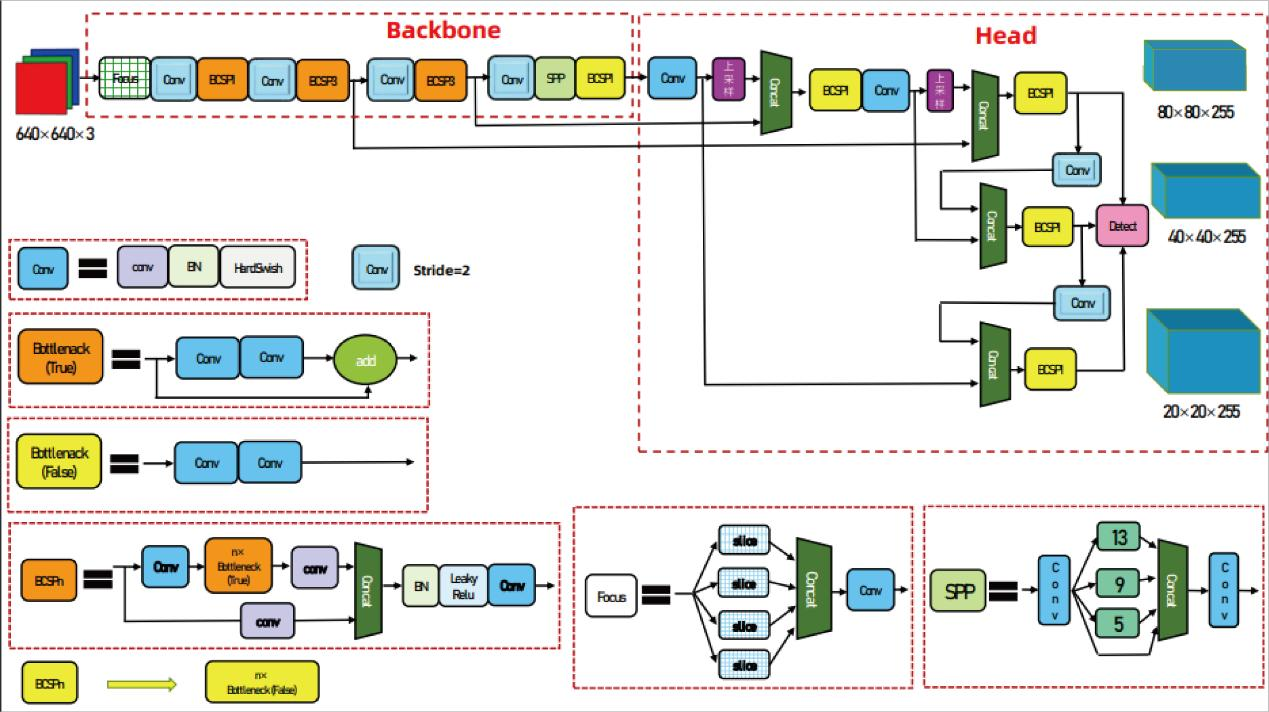 Backbone
Head
Focus
Conv
BCSP1
Conv
BCSP3
Conv
BCSP3
Conv
SPP
BCSP1
Conv
上采样
Concat
BCSP1
Conv
上采样
Concat
BCSP1
640×640×3
80×80×255
Conv
Concat
BCSP1
Detect
40×40×255
Conv
Concat
BCSP1
20×20×255
Conv
conv
BN
HardSwish
Conv
Stride=2
Bottlenack
(True)
Conv
Conv
add
Bottlenack
(False)
Conv
Conv
BCSPn
Conv
n×
Bottleneck
(True)
conv
conv
Concat
BN
Leaky
Relu
Conv
BCSPn
n×
Bottleneck(False)
Focus
slice
slice
slice
slice
Concat
Conv
SPP
Conv
13
9
5
Concat
Conv